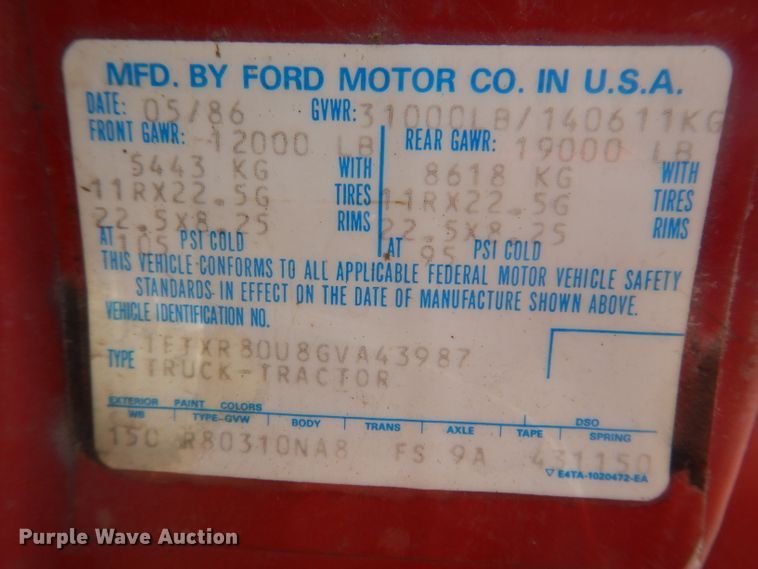 MFD. BY FORD MOTOR CO. IN U.S.A.
DATE: 05/86 GVWR: 31000LB/140611KG
FRONT GAWR: 12000 LB REAR GAWR: 19000 LB
5443 KG WITH 8618 KG WITH
11RX22.5G TIRES 11RX22.5G TIRES
22.5X8.25 RIMS 22.5X8.25 RIMS
AT 105 PSI COLD AT 95 PSI COLD
THIS VEHICLE CONFORMS TO ALL APPLICABLE FEDERAL MOTOR VEHICLE SAFETY
STANDARDS IN EFFECT ON THE DATE OF MANUFACTURE SHOWN ABOVE.
VEHICLE IDENTIFICATION NO.
1FTXR80U8GVA43987
TYPE TRUCK-TRACTOR
EXTERIOR PAINT COLORS DSO
WB TYPE-GVW BODY TRANS AXLE TAPE SPRING
150 R80310NA8 FS 9A 431150
▽ E4TA-1020472-EA
Purple Wave Auction